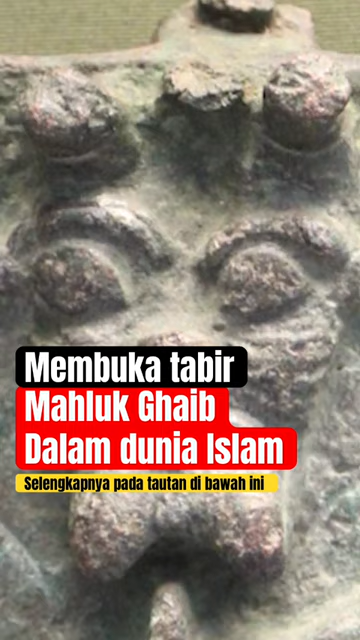 Membuka tabir
Mahluk Ghaib
Dalam dunia Islam
Selengkapnya pada tautan di bawah ini